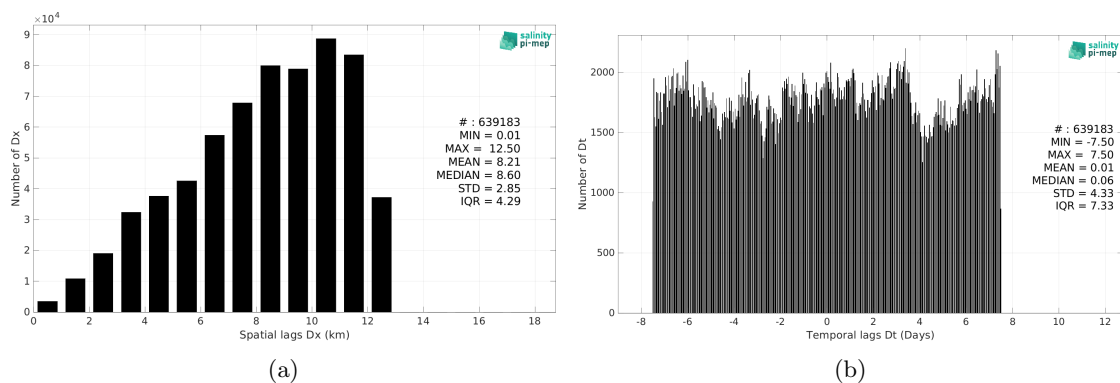 ×10⁴
9
8
7
6
5
4
3
2
1
0
Number of Dx
0 2 4 6 8 10 12 14 16 18
Spatial lags Dx (km)
salinity
pi-mep
# : 639183
MIN = 0.01
MAX = 12.50
MEAN = 8.21
MEDIAN = 8.60
STD = 2.85
IQR = 4.29
(a)
2000
1500
1000
500
0
Number of Dt
-8 -6 -4 -2 0 2 4 6 8 10 12
Temporal lags Dt (Days)
salinity
pi-mep
# : 639183
MIN = -7.50
MAX = 7.50
MEAN = 0.01
MEDIAN = 0.06
STD = 4.33
IQR = 7.33
(b)